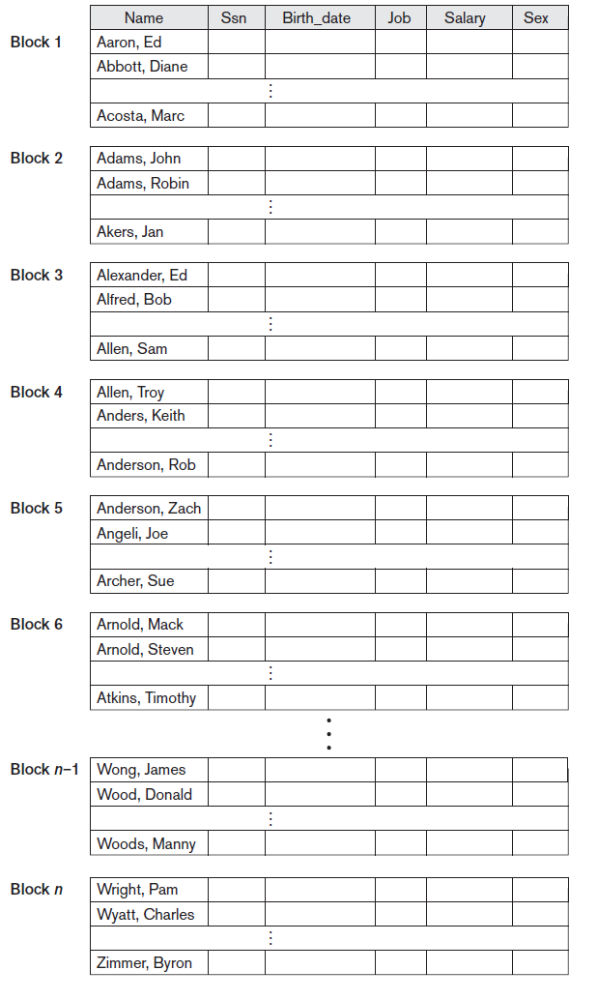 Name Ssn Birth_date Job Salary Sex
Block 1 Aaron, Ed
Abbott, Diane
⋮
Acosta, Marc
Block 2 Adams, John
Adams, Robin
⋮
Akers, Jan
Block 3 Alexander, Ed
Alfred, Bob
⋮
Allen, Sam
Block 4 Allen, Troy
Anders, Keith
⋮
Anderson, Rob
Block 5 Anderson, Zach
Angeli, Joe
⋮
Archer, Sue
Block 6 Arnold, Mack
Arnold, Steven
⋮
Atkins, Timothy
⋮
Block n–1 Wong, James
Wood, Donald
⋮
Woods, Manny
Block n Wright, Pam
Wyatt, Charles
⋮
Zimmer, Byron